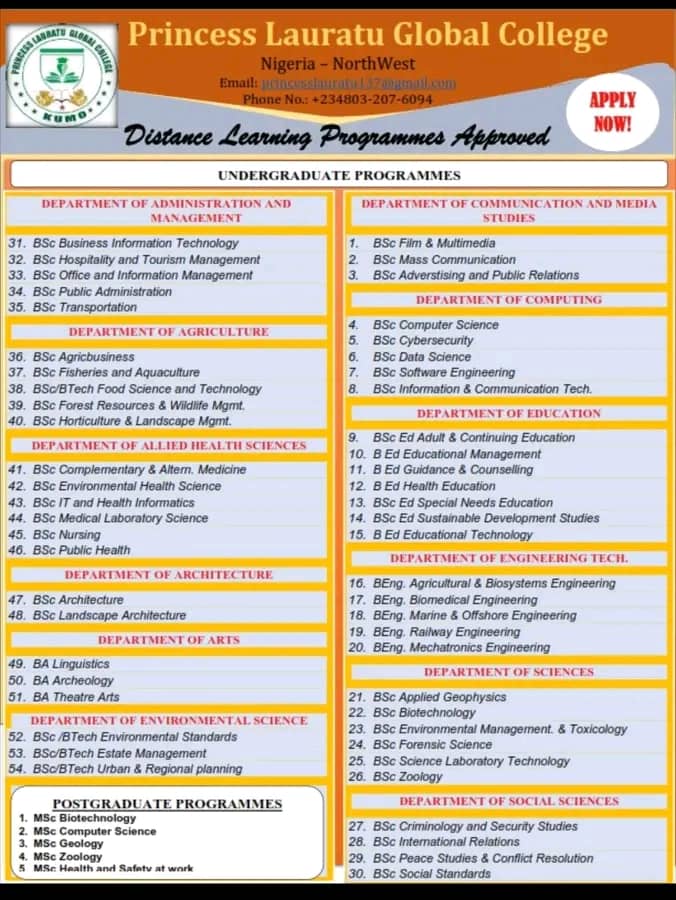 Princess Lauratu Global College
Nigeria – NorthWest
Email: princesslauratu137@gmail.com
Phone No.: +234803-207-6094
PRINCESS LAURATU GLOBAL COLLEGE
KUMO
APPLY
NOW!
Distance Learning Programmes Approved
UNDERGRADUATE PROGRAMMES
DEPARTMENT OF ADMINISTRATION AND
MANAGEMENT
31. BSc Business Information Technology
32. BSc Hospitality and Tourism Management
33. BSc Office and Information Management
34. BSc Public Administration
35. BSc Transportation
DEPARTMENT OF AGRICULTURE
36. BSc Agricbusiness
37. BSc Fisheries and Aquaculture
38. BSc/BTech Food Science and Technology
39. BSc Forest Resources & Wildlife Mgmt.
40. BSc Horticulture & Landscape Mgmt.
DEPARTMENT OF ALLIED HEALTH SCIENCES
41. BSc Complementary & Altern. Medicine
42. BSc Environmental Health Science
43. BSc IT and Health Informatics
44. BSc Medical Laboratory Science
45. BSc Nursing
46. BSc Public Health
DEPARTMENT OF ARCHITECTURE
47. BSc Architecture
48. BSc Landscape Architecture
DEPARTMENT OF ARTS
49. BA Linguistics
50. BA Archeology
51. BA Theatre Arts
DEPARTMENT OF ENVIRONMENTAL SCIENCE
52. BSc /BTech Environmental Standards
53. BSc/BTech Estate Management
54. BSc/BTech Urban & Regional planning
POSTGRADUATE PROGRAMMES
1. MSc Biotechnology
2. MSc Computer Science
3. MSc Geology
4. MSc Zoology
5 MSc Health and Safety at work
DEPARTMENT OF COMMUNICATION AND MEDIA
STUDIES
1. BSc Film & Multimedia
2. BSc Mass Communication
3. BSc Adverstising and Public Relations
DEPARTMENT OF COMPUTING
4. BSc Computer Science
5. BSc Cybersecurity
6. BSc Data Science
7. BSc Software Engineering
8. BSc Information & Communication Tech.
DEPARTMENT OF EDUCATION
9. BSc Ed Adult & Continuing Education
10. B Ed Educational Management
11. B Ed Guidance & Counselling
12. B Ed Health Education
13. BSc Ed Special Needs Education
14. BSc Ed Sustainable Development Studies
15. B Ed Educational Technology
DEPARTMENT OF ENGINEERING TECH.
16. BEng. Agricultural & Biosystems Engineering
17. BEng. Biomedical Engineering
18. BEng. Marine & Offshore Engineering
19. BEng. Railway Engineering
20. BEng. Mechatronics Engineering
DEPARTMENT OF SCIENCES
21. BSc Applied Geophysics
22. BSc Biotechnology
23. BSc Environmental Management. & Toxicology
24. BSc Forensic Science
25. BSc Science Laboratory Technology
26. BSc Zoology
DEPARTMENT OF SOCIAL SCIENCES
27. BSc Criminology and Security Studies
28. BSc International Relations
29. BSc Peace Studies & Conflict Resolution
30. BSc Social Standards